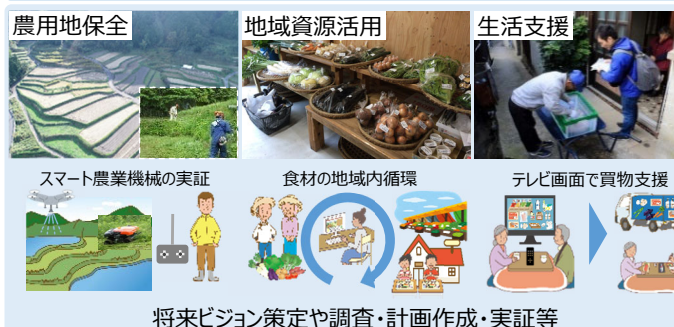 農用地保全
地域資源活用
生活支援
スマート農業機械の実証
食材の地域内循環
テレビ画面で買物支援
将来ビジョン策定や調査・計画作成・実証等